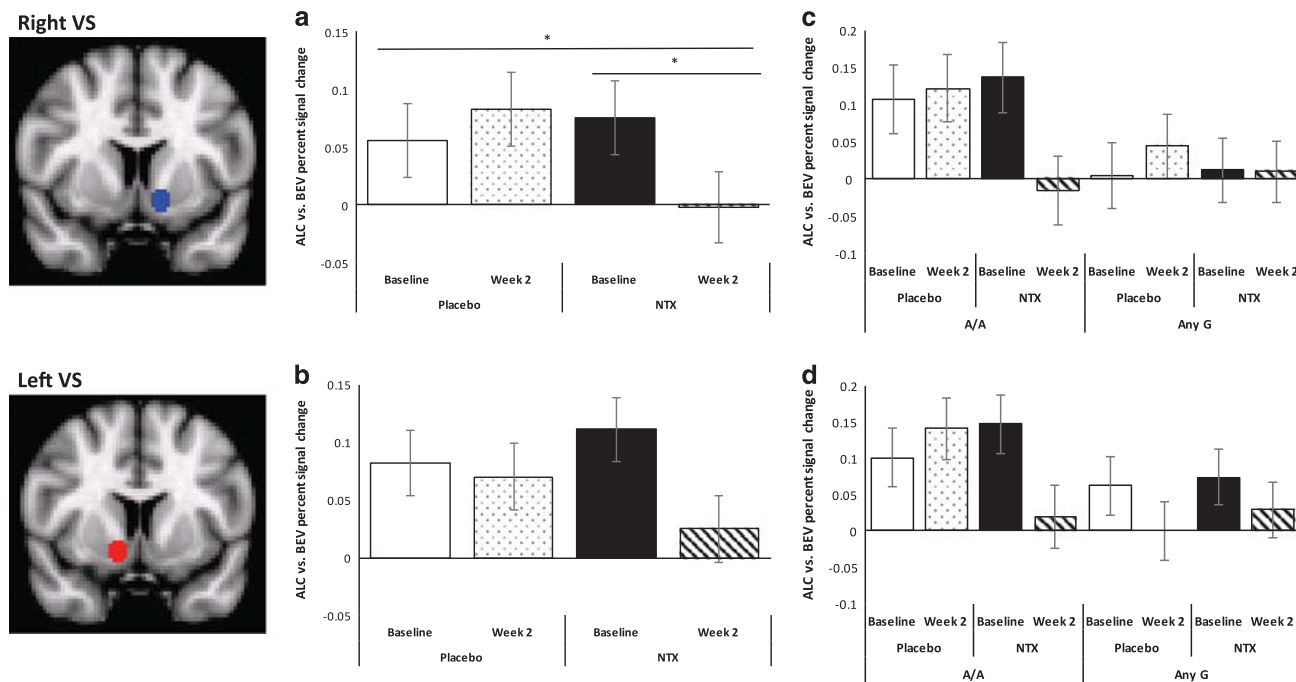 Right VS
a
ALC vs. BEV percent signal change
0.15
0.1
0.05
0
-0.05
*
*
Baseline Week 2 Baseline Week 2
Placebo NTX
c
ALC vs. BEV percent signal change
0.2
0.15
0.1
0.05
0
-0.05
-0.1
Baseline Week 2 Baseline Week 2 Baseline Week 2 Baseline Week 2
Placebo NTX Placebo NTX
A/A Any G
Left VS
b
ALC vs. BEV percent signal change
0.15
0.1
0.05
0
-0.05
Baseline Week 2 Baseline Week 2
Placebo NTX
d
ALC vs. BEV percent signal change
0.2
0.15
0.1
0.05
0
-0.05
-0.1
Baseline Week 2 Baseline Week 2 Baseline Week 2 Baseline Week 2
Placebo NTX Placebo NTX
A/A Any G